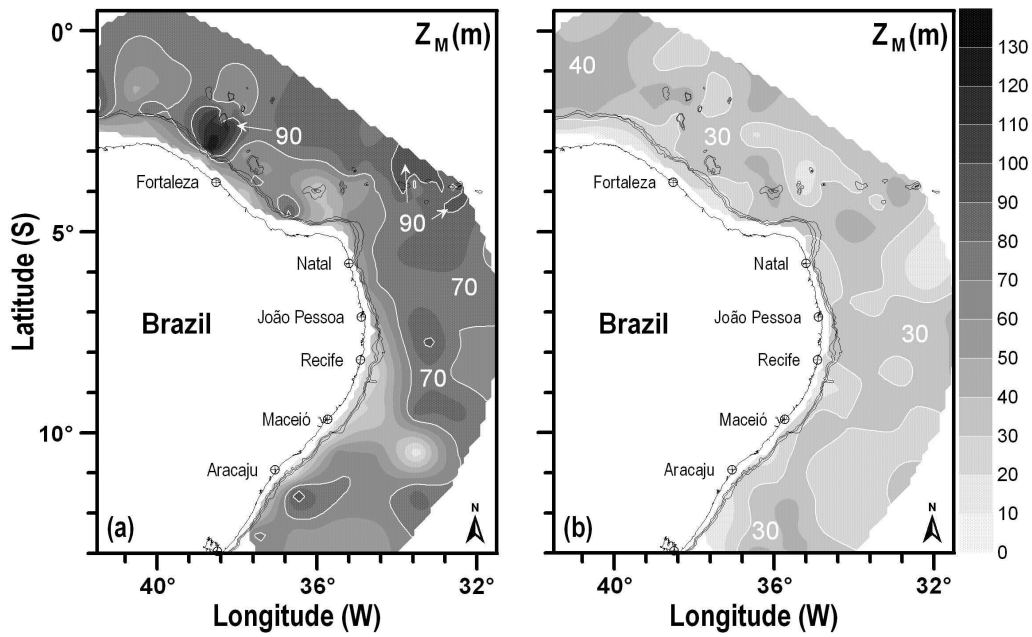 Z_M (m)
0°
5°
10°
Latitude (S)
90
90
70
70
Fortaleza
Natal
João Pessoa
Recife
Maceió
Aracaju
Brazil
(a)
N
40° 36° 32°
Longitude (W)
Z_M (m)
40
30
30
30
Fortaleza
Natal
João Pessoa
Recife
Maceió
Aracaju
Brazil
(b)
N
40° 36° 32°
Longitude (W)
130
120
110
100
90
80
70
60
50
40
30
20
10
0